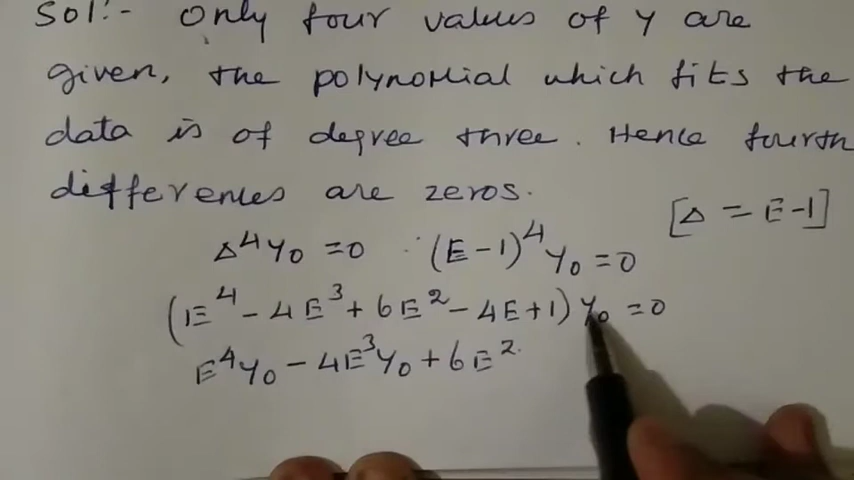 Sol:- Only four values of y are
given, the polynomial which fits the
data is of degree three. Hence fourth
differences are zeros.
[Δ = E-1]
Δ⁴y₀ = 0 ∴ (E-1)⁴y₀ = 0
(E⁴ - 4E³ + 6E² - 4E + 1) y₀ = 0
E⁴y₀ - 4E³y₀ + 6E²